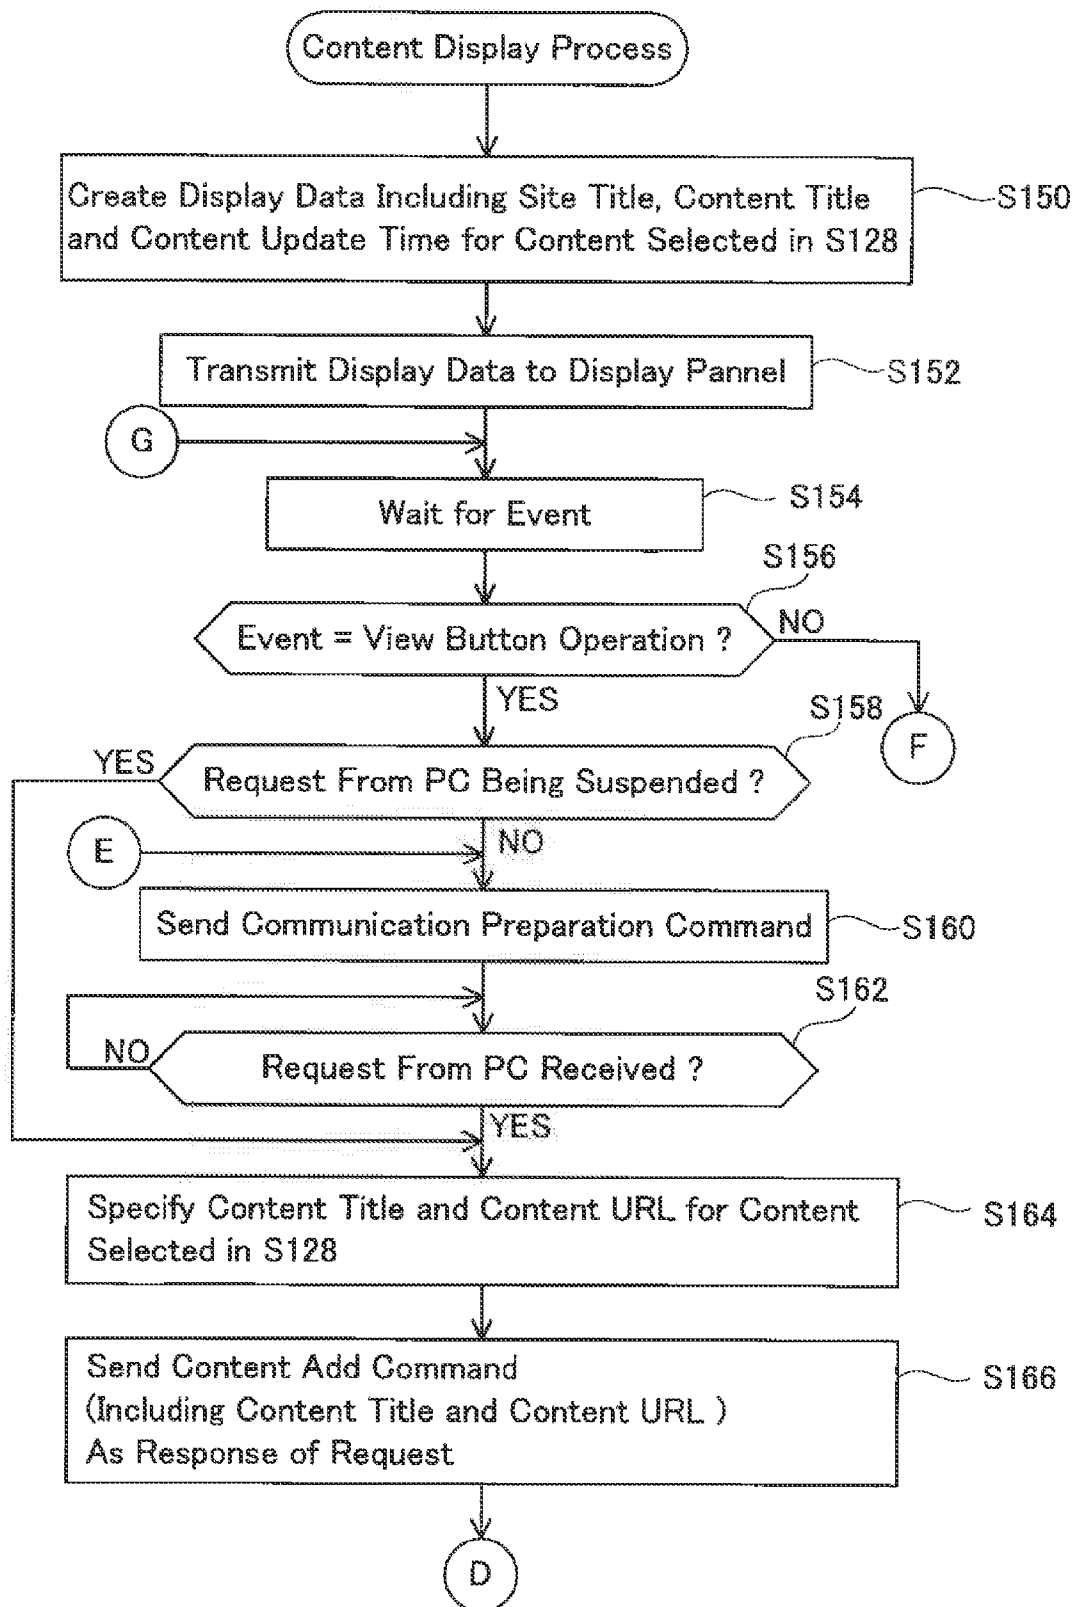 Content Display Process
Create Display Data Including Site Title, Content Title
and Content Update Time for Content Selected in S128
S150
Transmit Display Data to Display Pannel
S152
G
Wait for Event
S154
S156
Event = View Button Operation ?
NO
YES
F
S158
YES
Request From PC Being Suspended ?
E
NO
Send Communication Preparation Command
S160
S162
NO
Request From PC Received ?
YES
Specify Content Title and Content URL for Content
Selected in S128
S164
Send Content Add Command
(Including Content Title and Content URL )
As Response of Request
S166
D